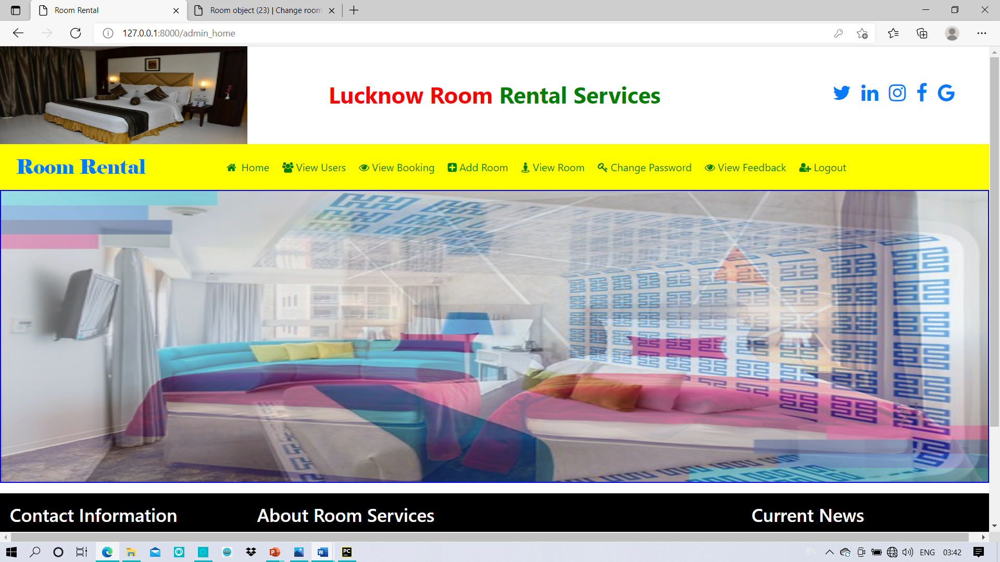 Room Rental
Room object (23) | Change room
127.0.0.1:8000/admin_home
Lucknow Room Rental Services
Room Rental
Home
View Users
View Booking
Add Room
View Room
Change Password
View Feedback
Logout
Contact Information
About Room Services
Current News
EN
ENG
03:42